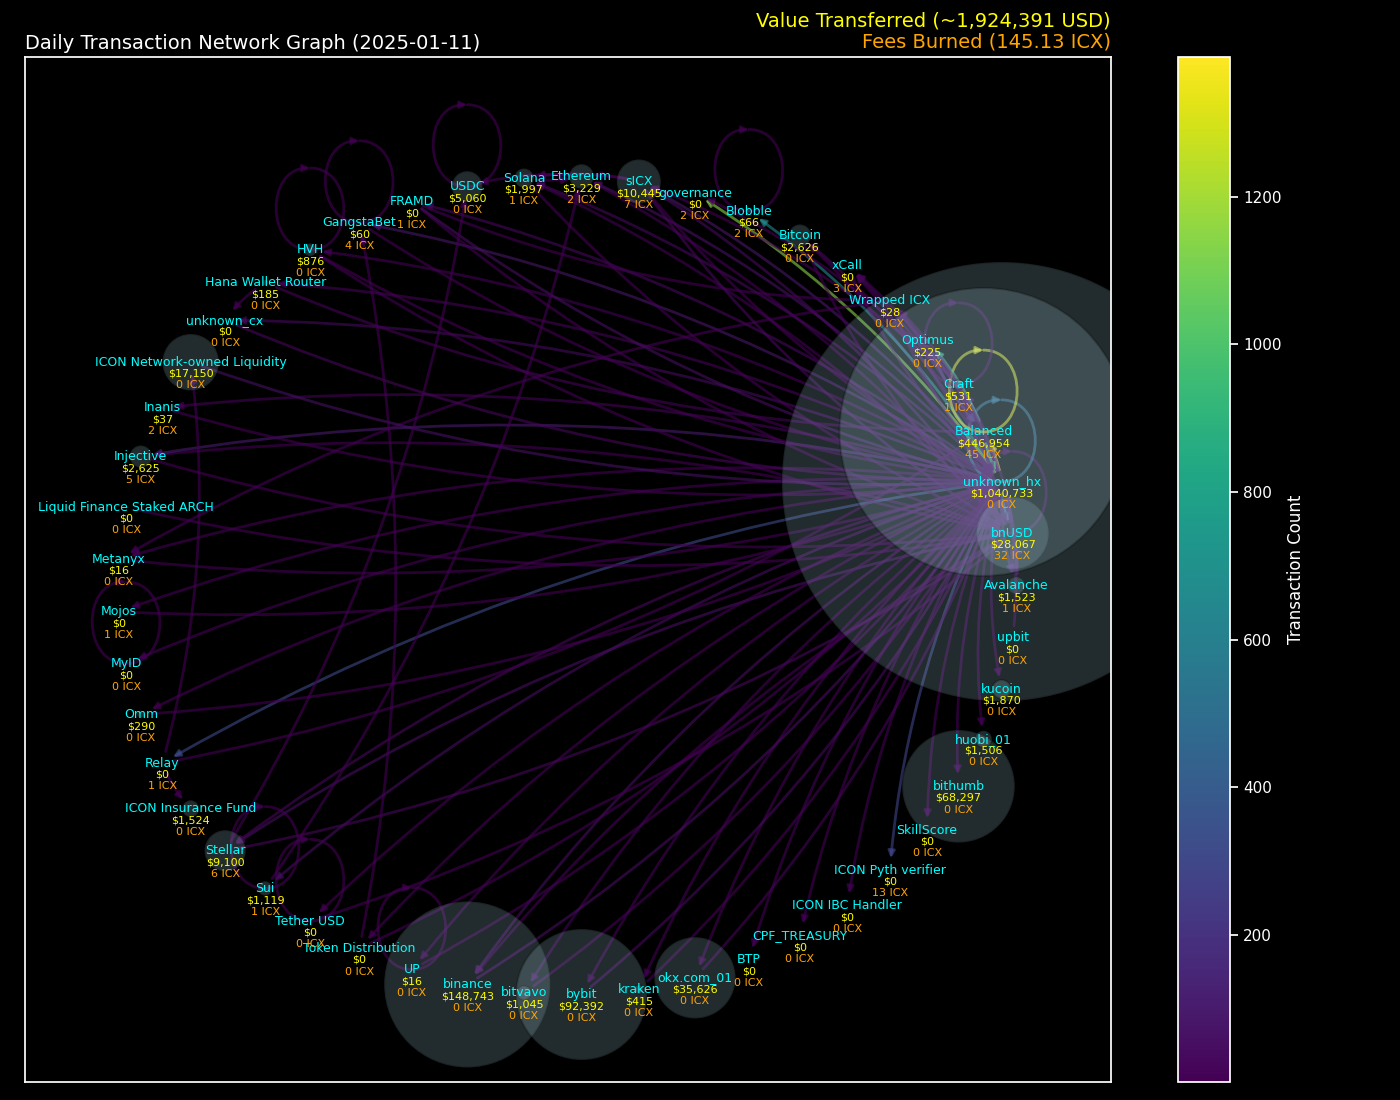 Value Transferred (~1,924,391 USD)
Daily Transaction Network Graph (2025-01-11)
Fees Burned (145.13 ICX)
USDC
$5,060
0 ICX
Solana
$1,997
1 ICX
Ethereum
$3,229
2 ICX
sICX
$10,445
7 ICX
governance
$0
2 ICX
Blobble
$66
2 ICX
Bitcoin
$2,626
0 ICX
xCall
$0
3 ICX
Wrapped ICX
$28
0 ICX
Optimus
$225
0 ICX
Craft
$531
1 ICX
Balanced
$446,954
45 ICX
unknown_hx
$1,040,733
0 ICX
bnUSD
$28,067
32 ICX
Avalanche
$1,523
1 ICX
upbit
$0
0 ICX
kucoin
$1,870
0 ICX
huobi_01
$1,506
0 ICX
bithumb
$68,297
0 ICX
SkillScore
$0
0 ICX
ICON Pyth verifier
$0
13 ICX
ICON IBC Handler
$0
0 ICX
CPF_TREASURY
$0
0 ICX
BTP
$0
0 ICX
okx.com_01
$35,626
0 ICX
kraken
$415
0 ICX
bybit
$92,392
0 ICX
bitvavo
$1,045
0 ICX
binance
$148,743
0 ICX
UP
$16
0 ICX
Token Distribution
$0
0 ICX
Tether USD
$0
0 ICX
Sui
$1,119
1 ICX
Stellar
$9,100
6 ICX
ICON Insurance Fund
$1,524
0 ICX
Relay
$0
1 ICX
Omm
$290
0 ICX
MyID
$0
0 ICX
Mojos
$0
1 ICX
Metanyx
$16
0 ICX
Liquid Finance Staked ARCH
$0
0 ICX
Injective
$2,625
5 ICX
Inanis
$37
2 ICX
ICON Network-owned Liquidity
$17,150
0 ICX
unknown_cx
$0
0 ICX
Hana Wallet Router
$185
0 ICX
HVH
$876
0 ICX
GangstaBet
$60
4 ICX
FRAMD
$0
1 ICX
1200
1000
800
600
400
200
Transaction Count